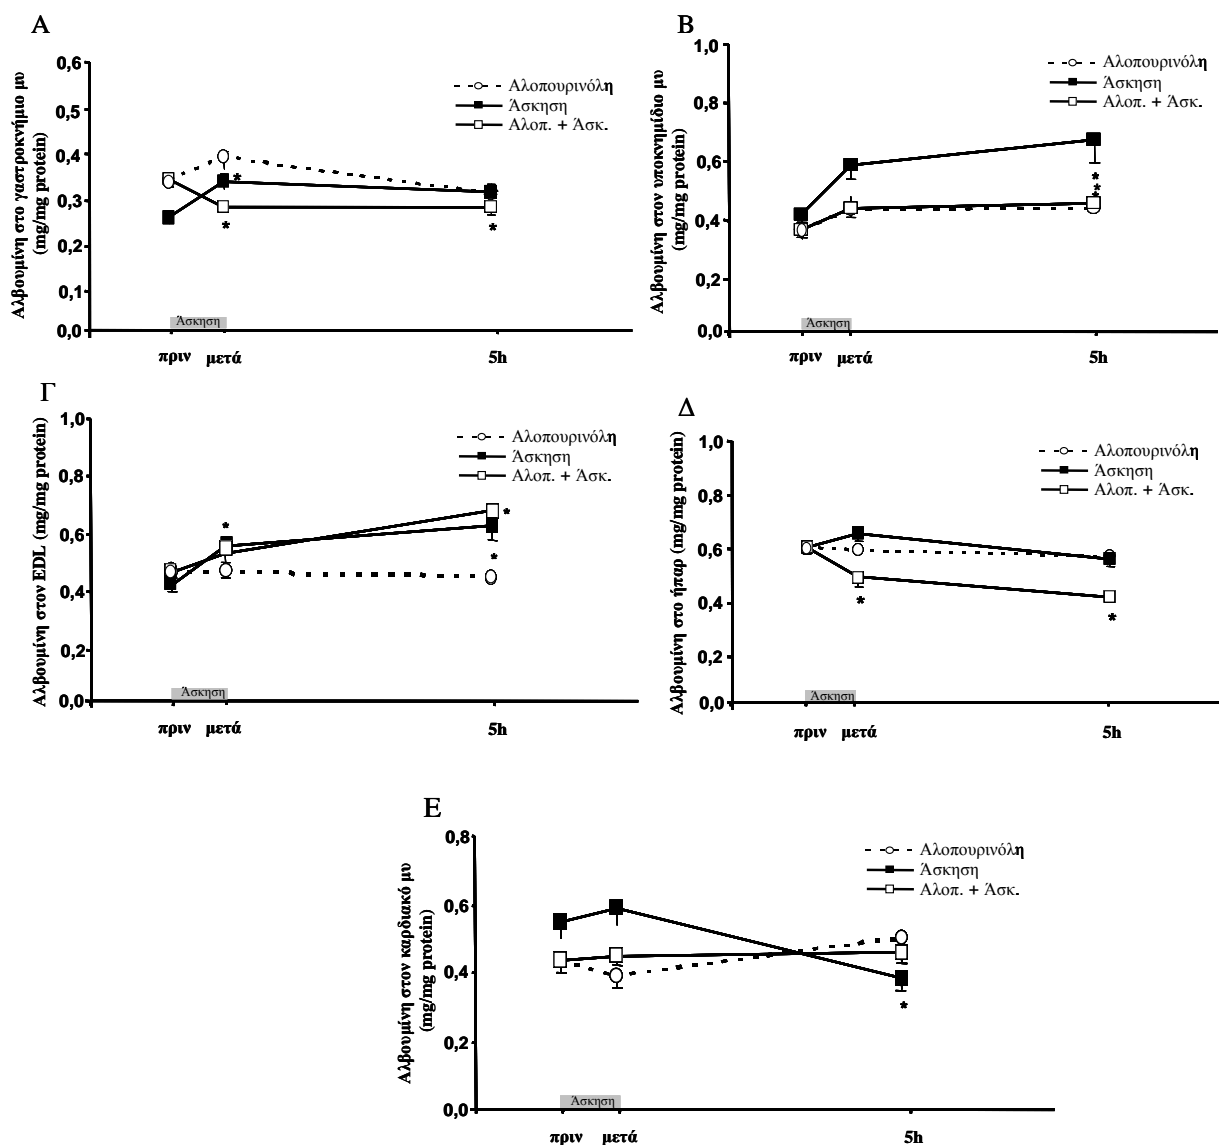 Α
Αλβουμίνη στο γαστροκνήμιο μυ
(mg/mg protein)
0,6
0,5
0,4
0,3
0,2
0,1
0,0
Αλοπουρινόλη
Άσκηση
Αλοπ. + Άσκ.
*
*
*
Άσκηση
πριν μετά 5h
Β
Αλβουμίνη στον υποκνημίδιο μυ
(mg/mg protein)
1,0
0,8
0,6
0,4
0,2
0,0
Αλοπουρινόλη
Άσκηση
Αλοπ. + Άσκ.
*
*
*
Άσκηση
πριν μετά 5h
Γ
Αλβουμίνη στον EDL (mg/mg protein)
1,0
0,8
0,6
0,4
0,2
0,0
Αλοπουρινόλη
Άσκηση
Αλοπ. + Άσκ.
*
*
*
Άσκηση
πριν μετά 5h
Δ
Αλβουμίνη στο ήπαρ (mg/mg protein)
1,0
0,8
0,6
0,4
0,2
0,0
Αλοπουρινόλη
Άσκηση
Αλοπ. + Άσκ.
*
*
Άσκηση
πριν μετά 5h
Ε
Αλβουμίνη στον καρδιακό μυ
(mg/mg protein)
0,8
0,6
0,4
0,2
0,0
Αλοπουρινόλη
Άσκηση
Αλοπ. + Άσκ.
*
Άσκηση
πριν μετά 5h